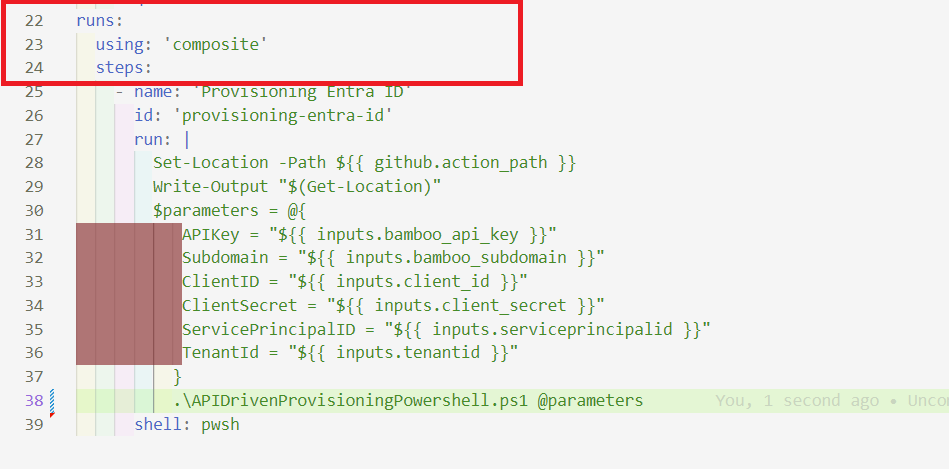 22 runs:
23 using: 'composite'
24 steps:
25 - name: 'Provisioning Entra ID'
26 id: 'provisioning-entra-id'
27 run: |
28 Set-Location -Path ${{ github.action_path }}
29 Write-Output "$(Get-Location)"
30 $parameters = @{
31 APIKey = "${{ inputs.bamboo_api_key }}"
32 Subdomain = "${{ inputs.bamboo_subdomain }}"
33 ClientID = "${{ inputs.client_id }}"
34 ClientSecret = "${{ inputs.client_secret }}"
35 ServicePrincipalID = "${{ inputs.serviceprincipalid }}"
36 TenantId = "${{ inputs.tenantid }}"
37 }
38 .\APIDrivenProvisioningPowershell.ps1 @parameters You, 1 second ago • Uncom
39 shell: pwsh